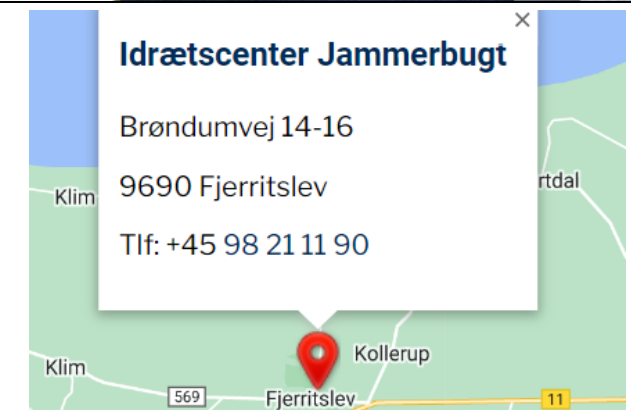 ×
Idrætscenter Jammerbugt
Brøndumvej 14-16
9690 Fjerritslev
Tlf: +45 98 21 11 90
Klim
rtdal
Kollerup
Klim
569
Fjerritslev
11